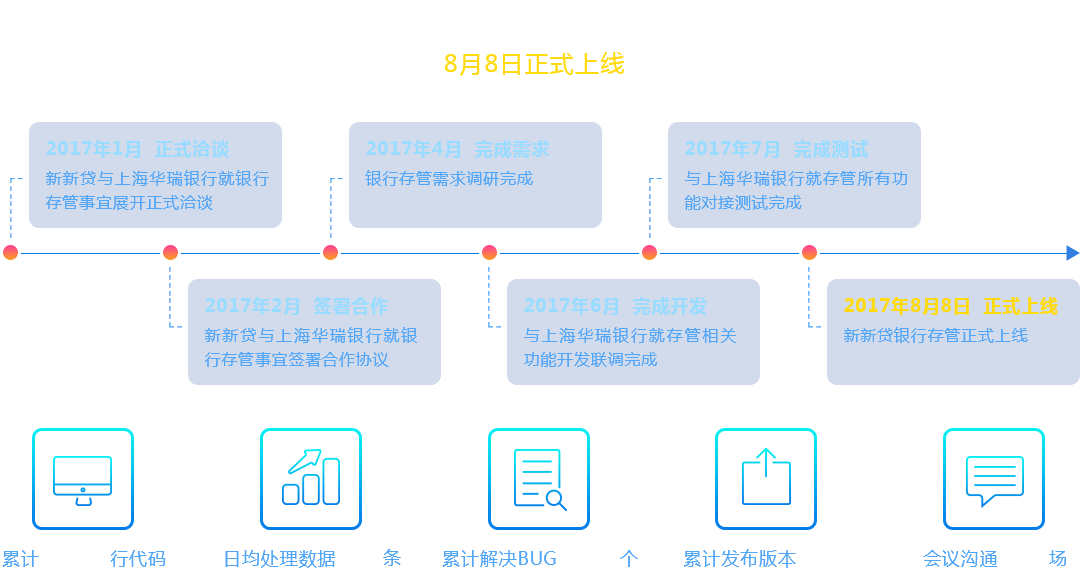 8月8日正式上线
2017年1月 正式洽谈
新新贷与上海华瑞银行就银行
存管事宜展开正式洽谈
2017年4月 完成需求
银行存管需求调研完成
2017年7月 完成测试
与上海华瑞银行就存管所有功
能对接测试完成
2017年2月 签署合作
新新贷与上海华瑞银行就银
行存管事宜签署合作协议
2017年6月 完成开发
与上海华瑞银行就存管相关
功能开发联调完成
2017年8月8日 正式上线
新新贷银行存管正式上线
累计 行代码
日均处理数据 条
累计解决BUG 个
累计发布版本
会议沟通 场